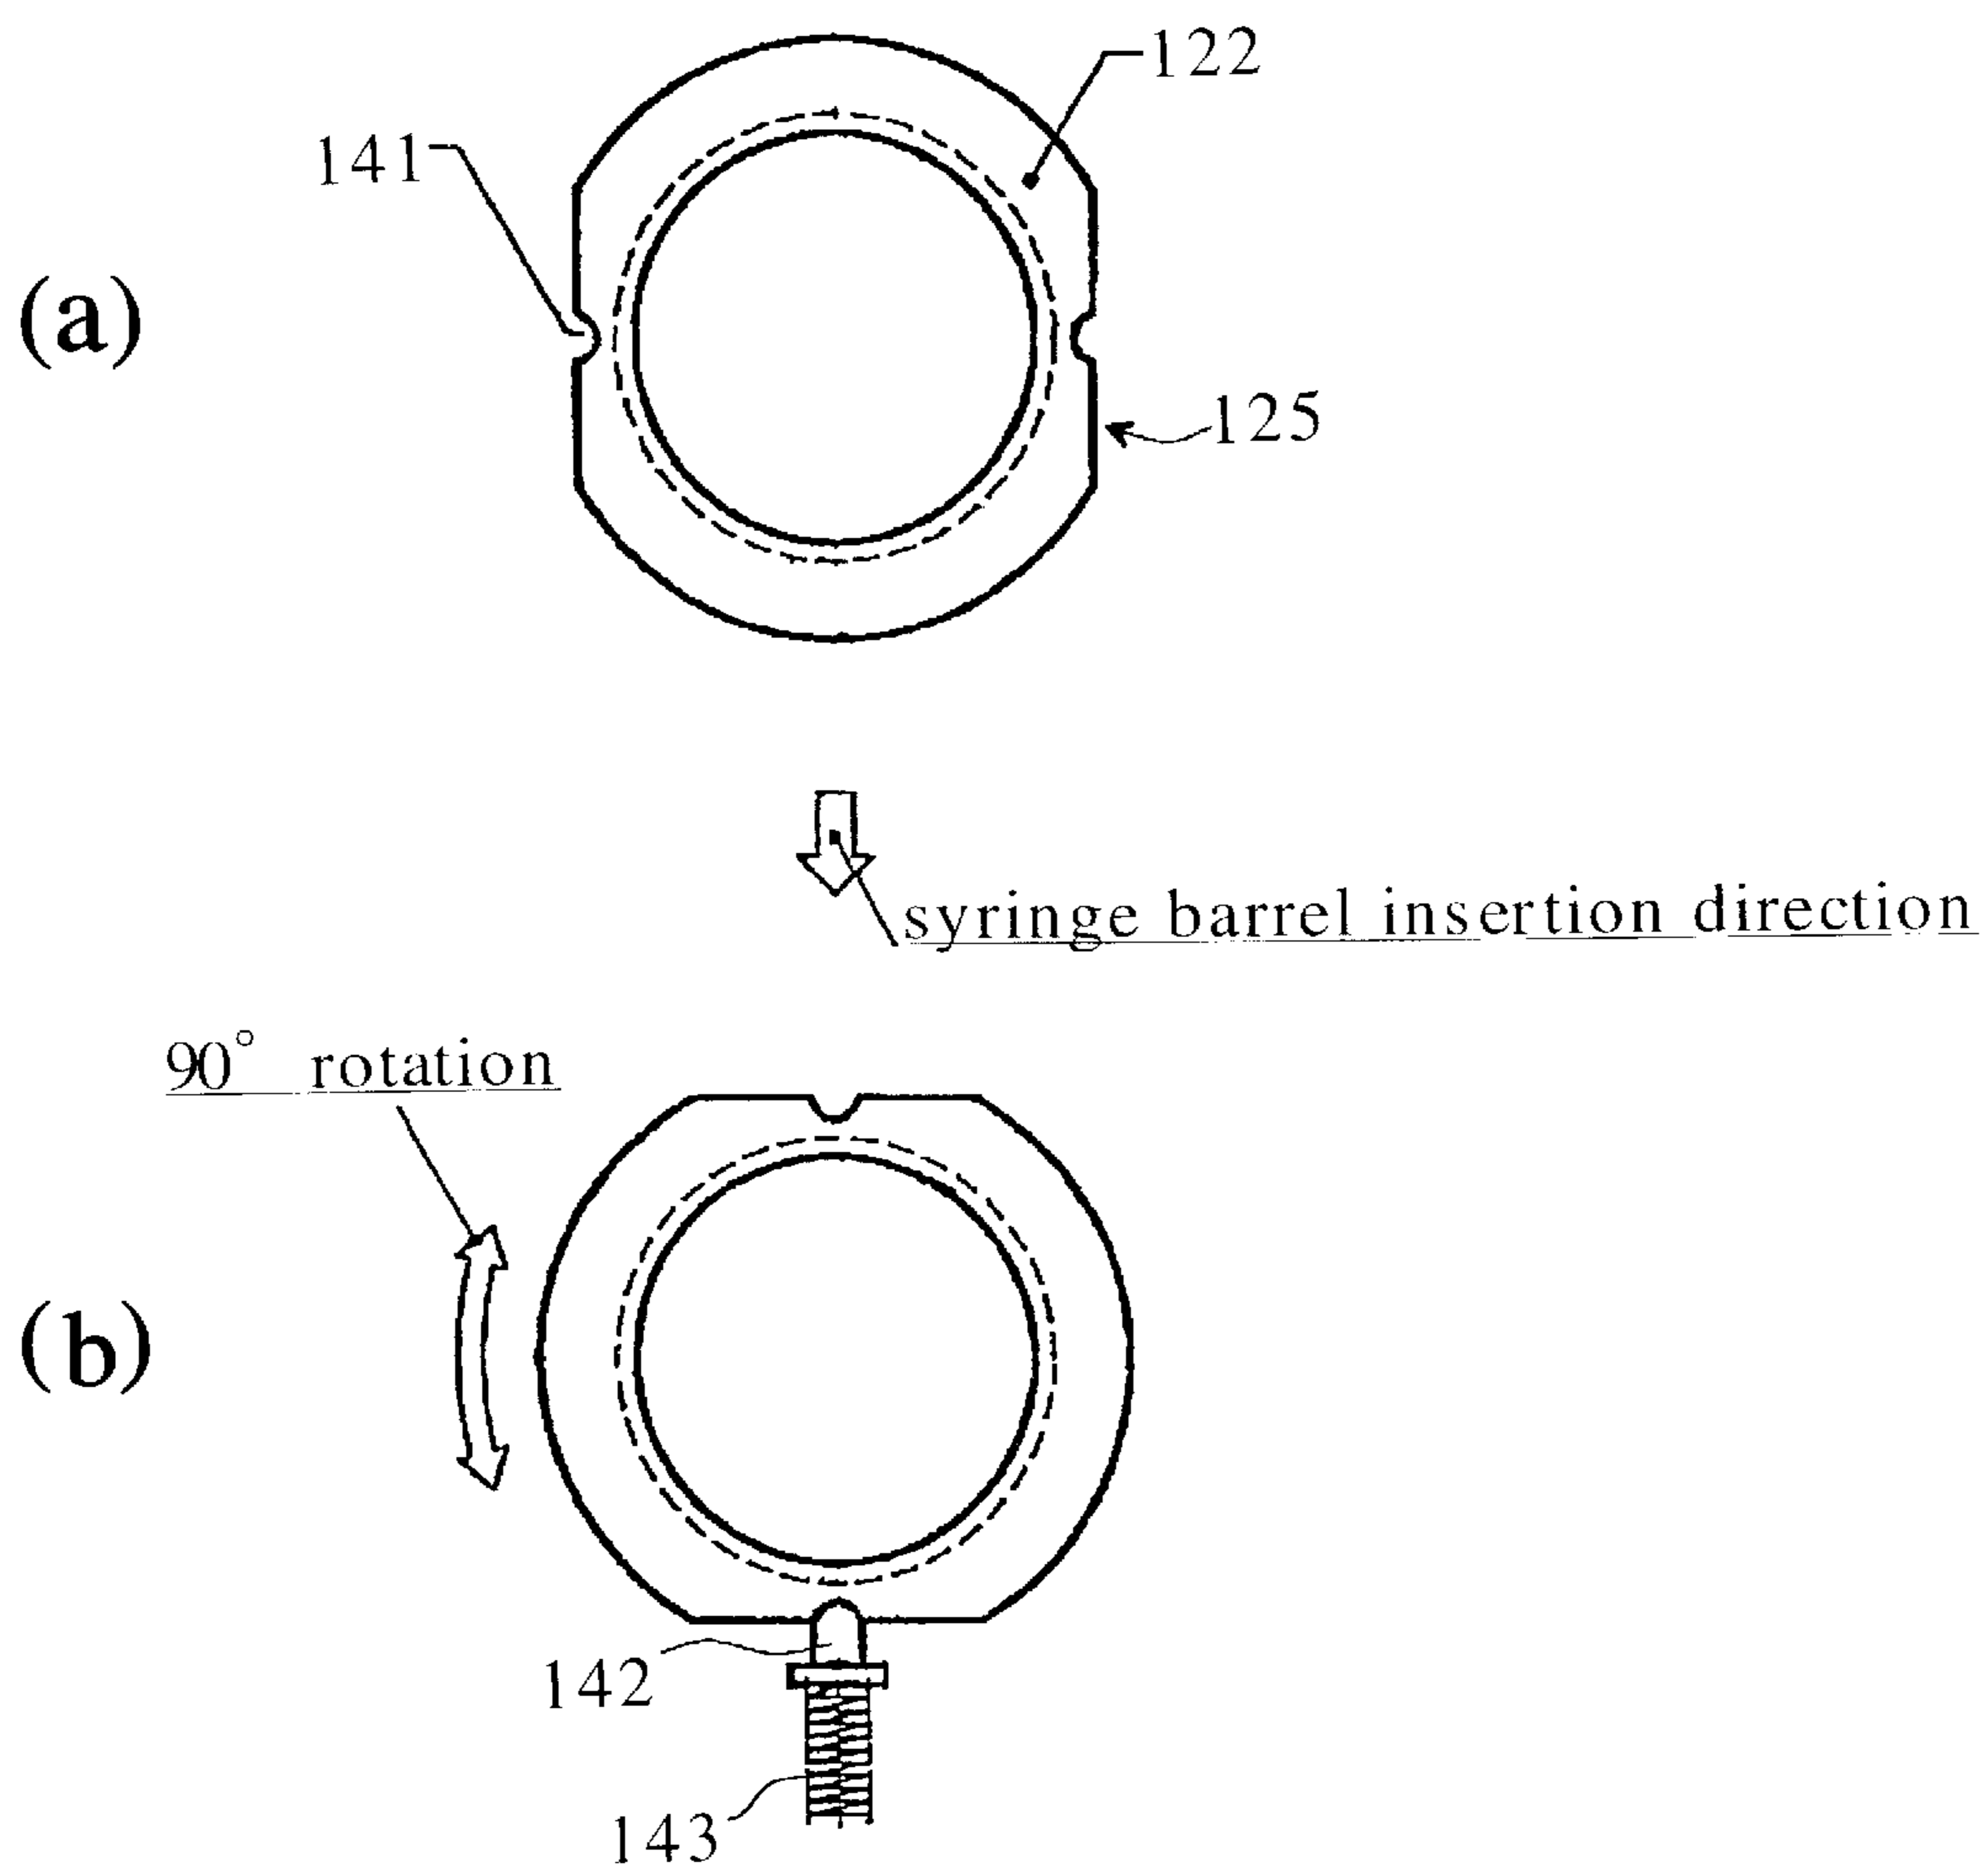 122
141
(a)
125
syringe barrel insertion direction
90° rotation
(b)
142
143